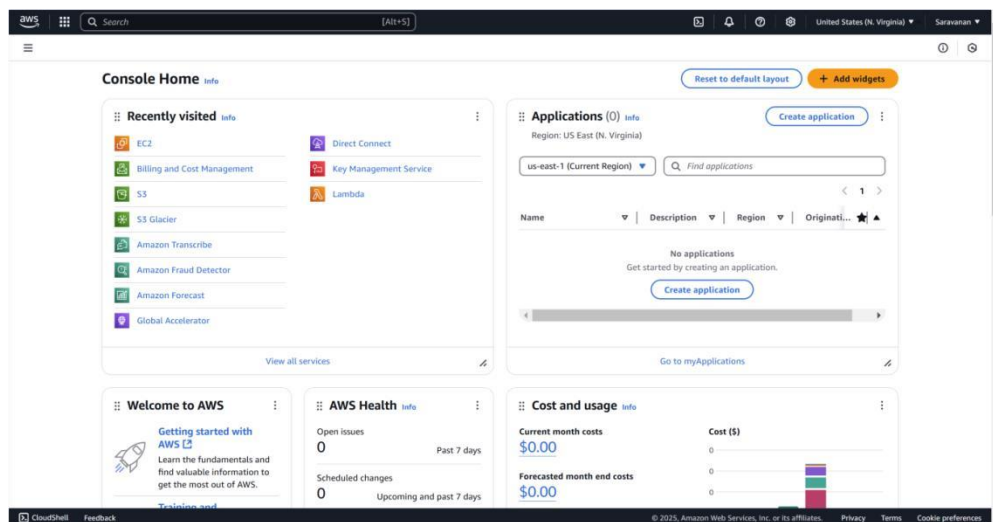 aws
Search [Alt+S]
United States (N. Virginia) ▼ Saravanan ▼
Console Home Info
Reset to default layout
+ Add widgets
Recently visited Info
EC2
Billing and Cost Management
S3
S3 Glacier
Amazon Transcribe
Amazon Fraud Detector
Amazon Forecast
Global Accelerator
Direct Connect
Key Management Service
Lambda
View all services
Applications (0) Info
Create application
Region: US East (N. Virginia)
us-east-1 (Current Region) ▼
Find applications
1
Name Description Region Originati...
No applications
Get started by creating an application.
Create application
Go to myApplications
Welcome to AWS
Getting started with
AWS
Learn the fundamentals and
find valuable information to
get the most out of AWS.
Training and
AWS Health Info
Open issues
0 Past 7 days
Scheduled changes
0 Upcoming and past 7 days
Cost and usage Info
Current month costs
$0.00
Forecasted month end costs
$0.00
Cost ($)
0
0
0
CloudShell Feedback
© 2025, Amazon Web Services, Inc. or its affiliates. Privacy Terms Cookie preferences